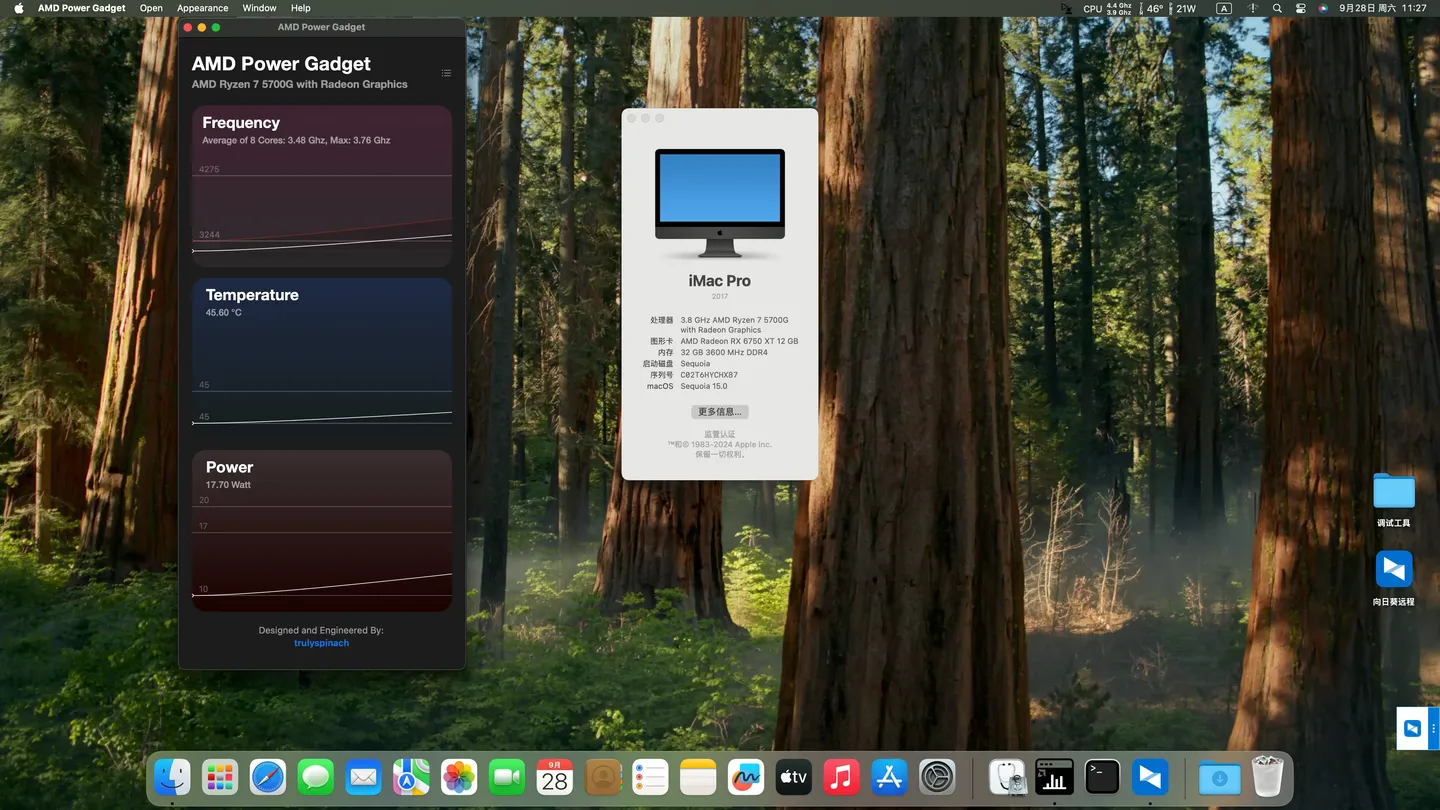 AMD Power Gadget Open Appearance Window Help
CPU 4.4 Ghz 3.9 Ghz 46° 21W A 9月28日 周六 11:27
AMD Power Gadget
AMD Power Gadget
AMD Ryzen 7 5700G with Radeon Graphics
Frequency
Average of 8 Cores: 3.48 Ghz, Max: 3.76 Ghz
4275
3244
Temperature
45.60 °C
45
45
Power
17.70 Watt
20
17
10
Designed and Engineered By:
trulyspinach
iMac Pro
2017
处理器 3.8 GHz AMD Ryzen 7 5700G
with Radeon Graphics
图形卡 AMD Radeon RX 6750 XT 12 GB
内存 32 GB 3600 MHz DDR4
启动磁盘 Sequoia
序列号 C02T6HYCHX87
macOS Sequoia 15.0
更多信息...
监管认证
™和© 1983-2024 Apple Inc.
保留一切权利。
调试工具
向日葵远程
9月
28
tv
>_